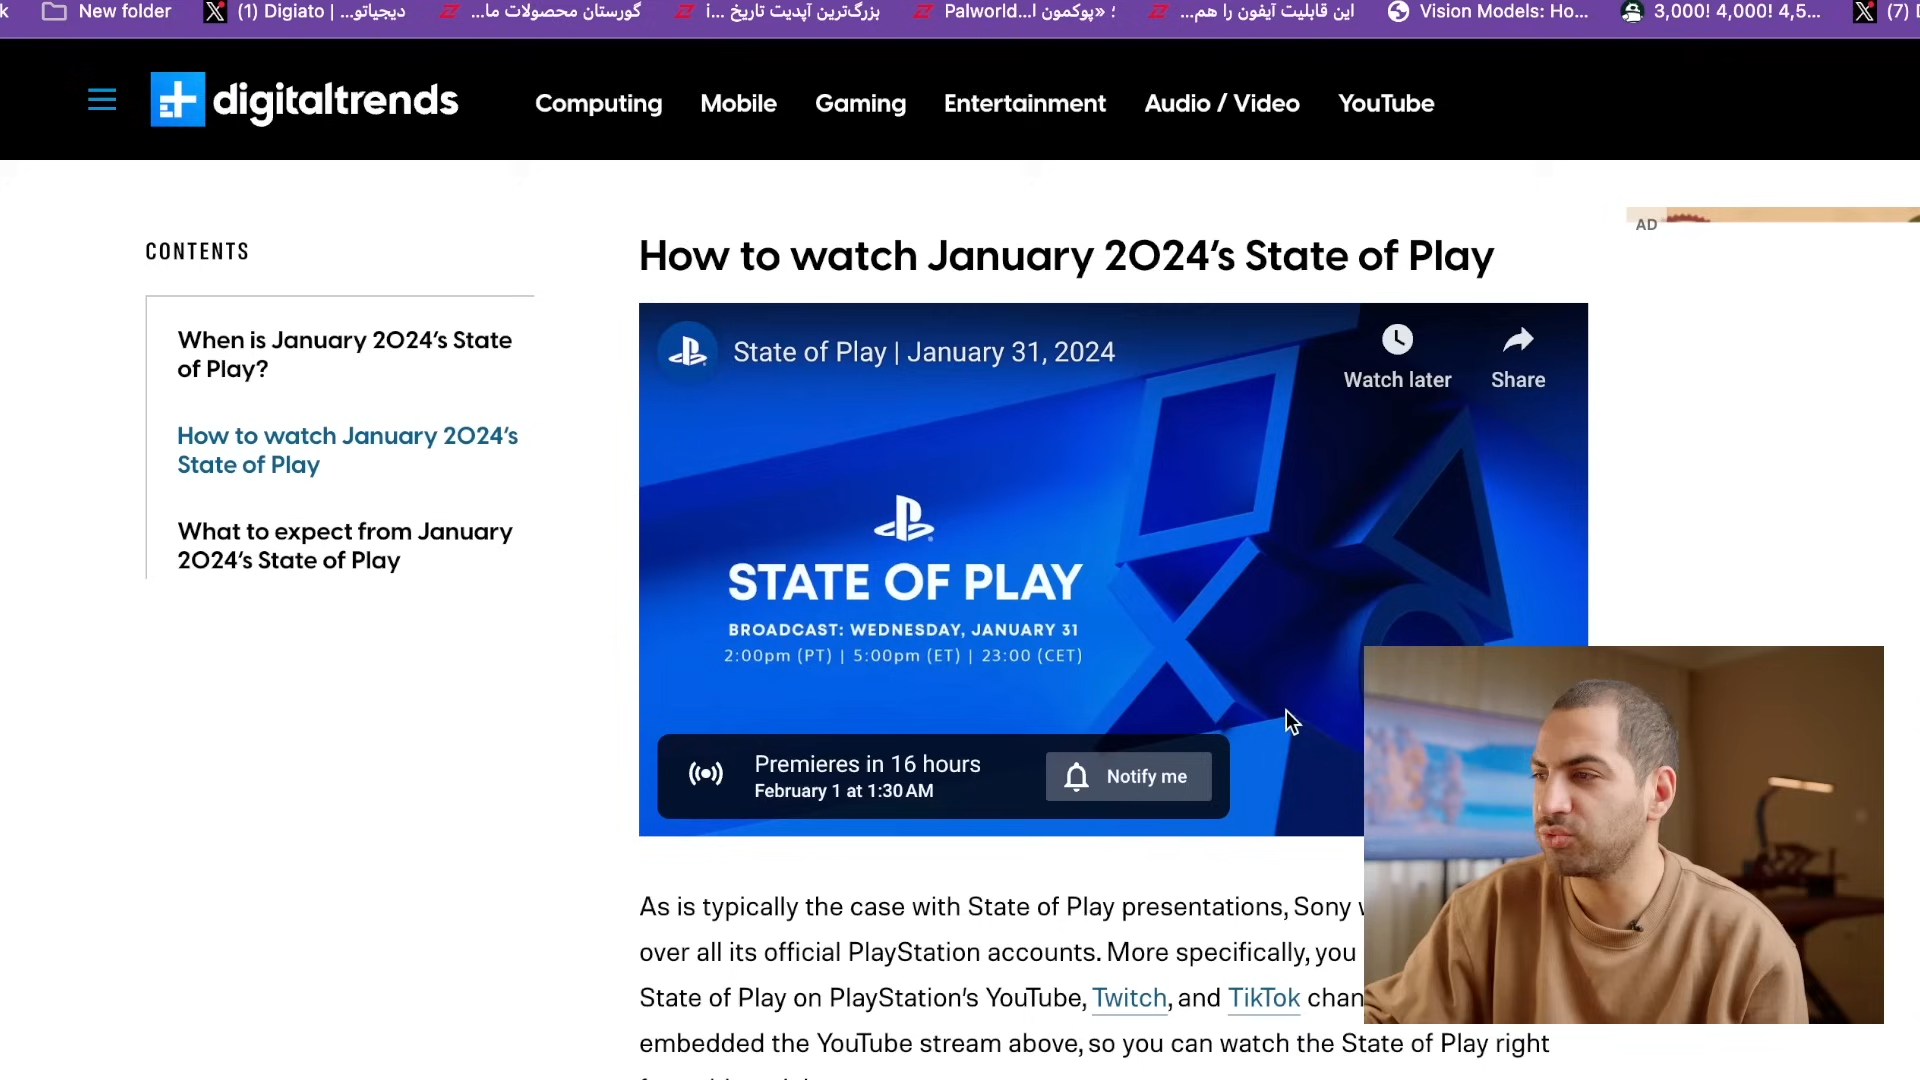 k New folder (1) Digiato | دیجیاتو... گورستان محصولات ما... بزرگ‌ترین آپدیت تاریخ i... Palworld؛ «پوکمون ا... این قابلیت آیفون را هم... Vision Models: Ho... 3,000! 4,000! 4,5... (7)
digitaltrends Computing Mobile Gaming Entertainment Audio / Video YouTube
AD
CONTENTS
When is January 2024's State
of Play?
How to watch January 2024's
State of Play
What to expect from January
2024's State of Play
How to watch January 2024's State of Play
State of Play | January 31, 2024
Watch later Share
STATE OF PLAY
BROADCAST: WEDNESDAY, JANUARY 31
2:00pm (PT) | 5:00pm (ET) | 23:00 (CET)
Premieres in 16 hours
February 1 at 1:30 AM
Notify me
As is typically the case with State of Play presentations, Sony
over all its official PlayStation accounts. More specifically, you
State of Play on PlayStation's YouTube, Twitch, and TikTok chan
embedded the YouTube stream above, so you can watch the State of Play right